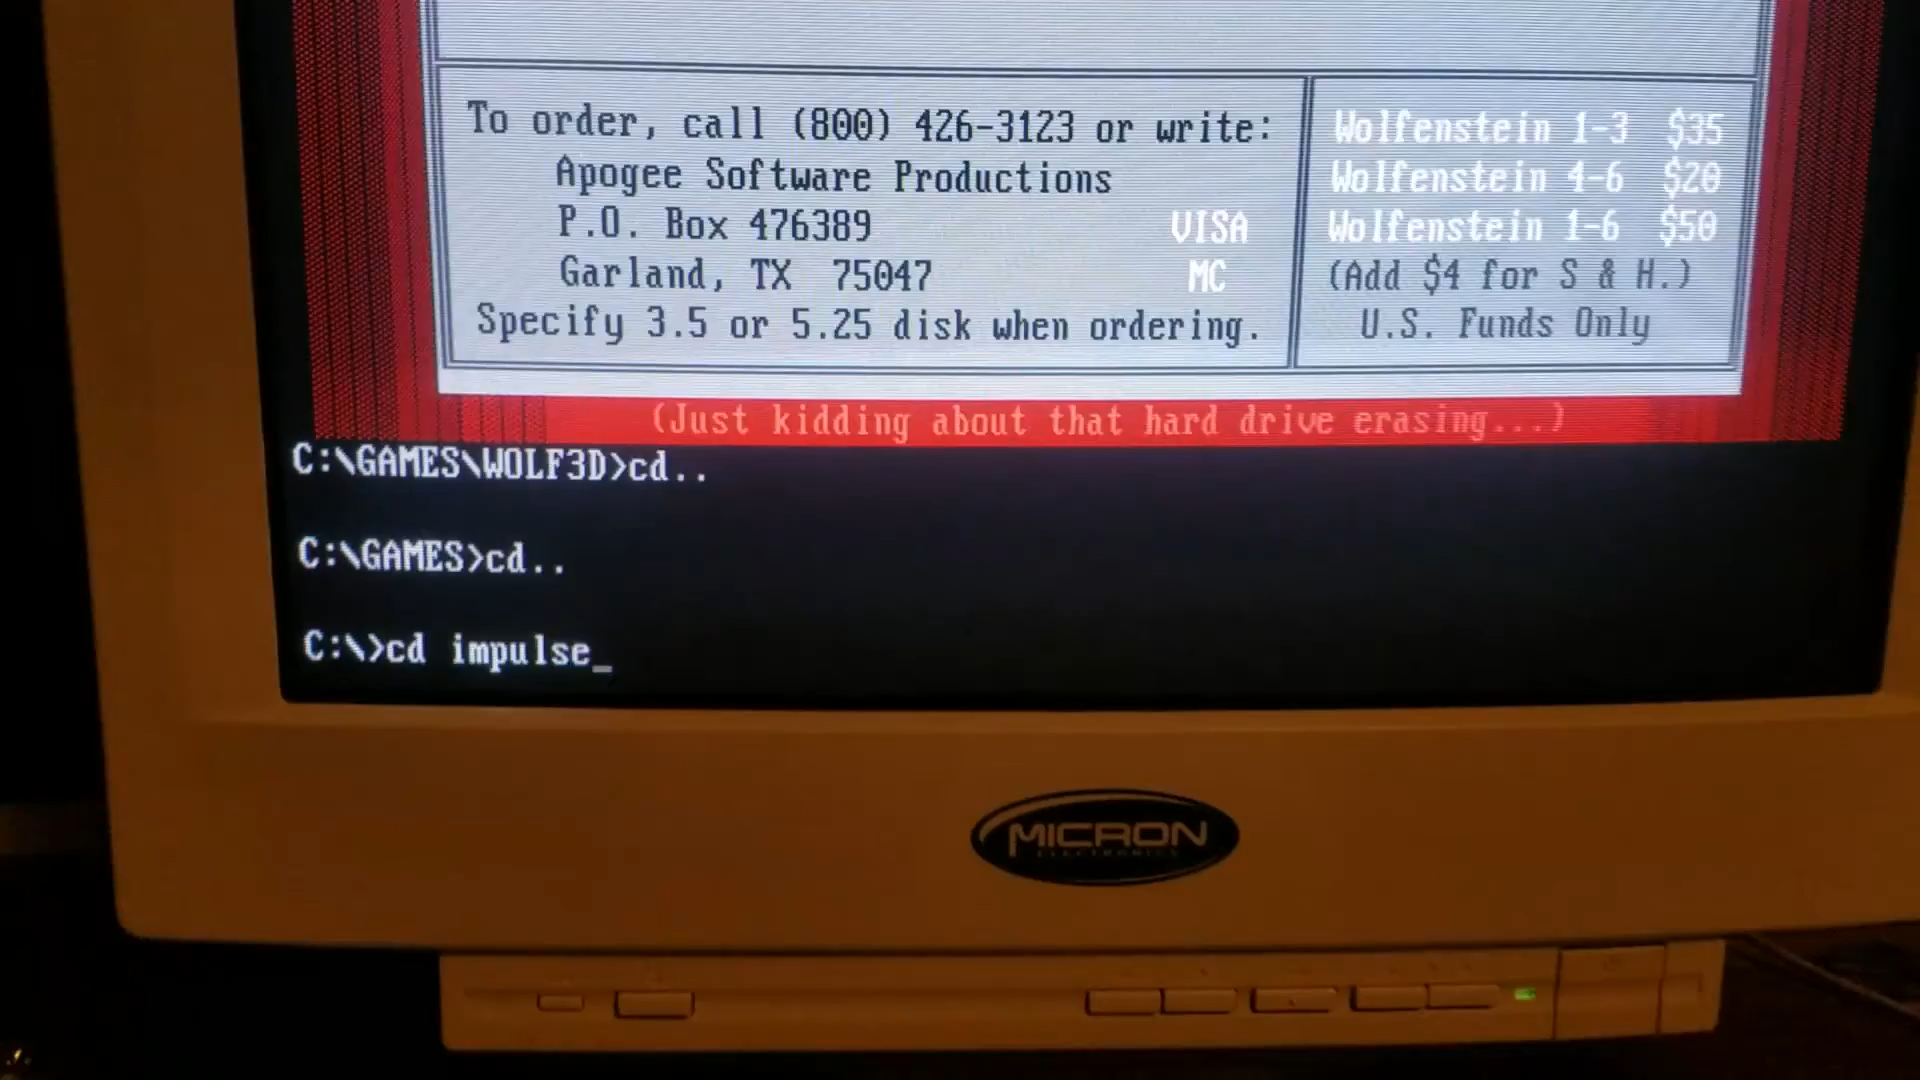 To order, call (800) 426-3123 or write:
Apogee Software Productions
P.O. Box 476389 VISA
Garland, TX 75047 MC
Specify 3.5 or 5.25 disk when ordering.
Wolfenstein 1-3 $35
Wolfenstein 4-6 $20
Wolfenstein 1-6 $50
(Add $4 for S & H.)
U.S. Funds Only
(Just kidding about that hard drive erasing...)
C:\GAMES\WOLF3D>cd..
C:\GAMES>cd..
C:\>cd impulse_
MICRON
ELECTRONICS